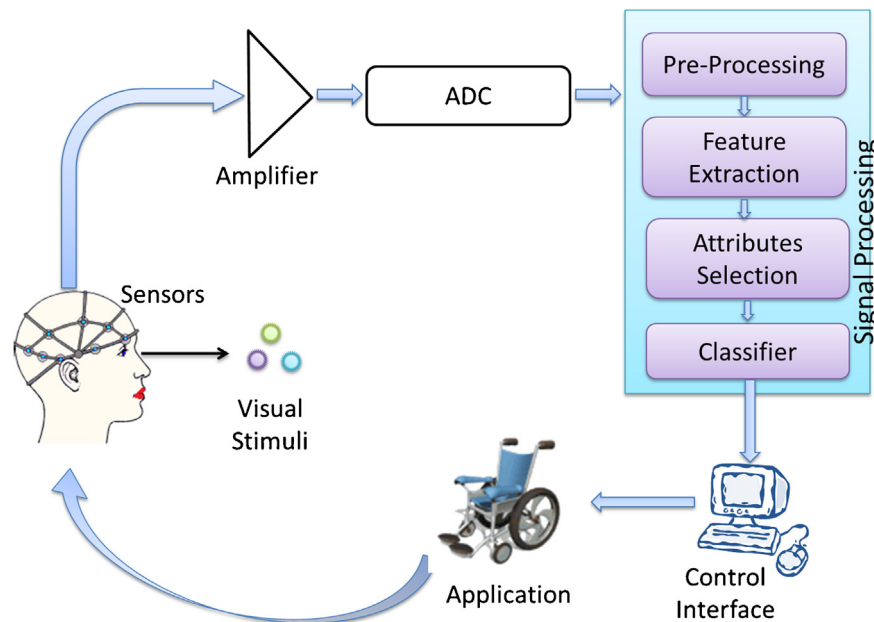 Pre-Processing
ADC
Feature
Extraction
Amplifier
Signal Processing
Attributes
Selection
Sensors
Classifier
Visual
Stimuli
Application
Control
Interface